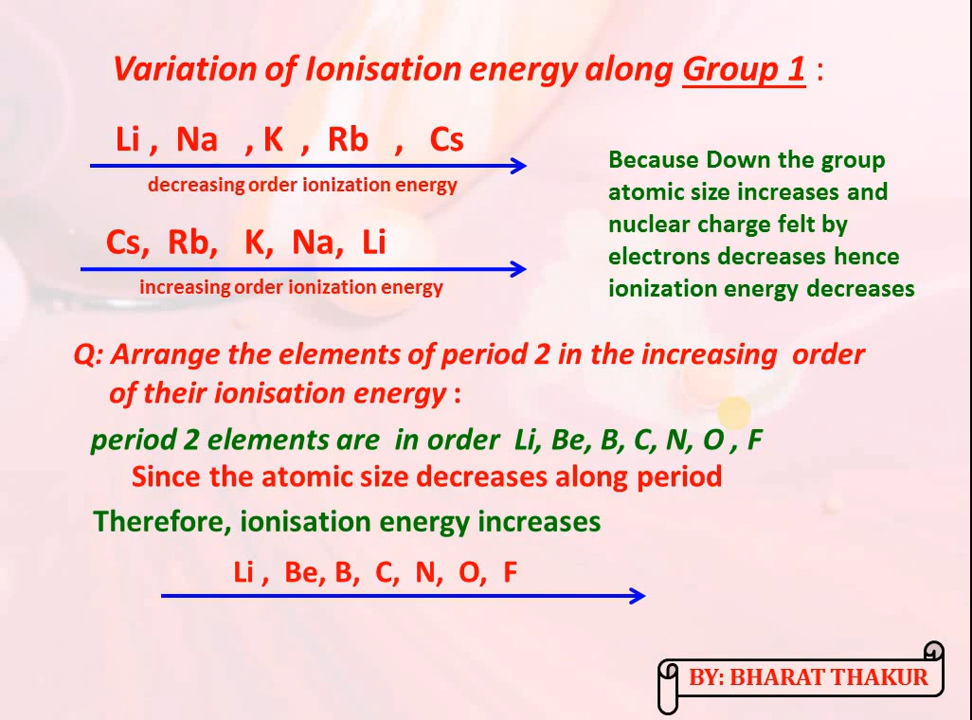 Variation of Ionisation energy along Group 1 :
Li , Na , K , Rb , Cs
decreasing order ionization energy
Cs, Rb, K, Na, Li
increasing order ionization energy
Because Down the group
atomic size increases and
nuclear charge felt by
electrons decreases hence
ionization energy decreases
Q: Arrange the elements of period 2 in the increasing order
of their ionisation energy :
period 2 elements are in order Li, Be, B, C, N, O , F
Since the atomic size decreases along period
Therefore, ionisation energy increases
Li , Be, B, C, N, O, F
BY: BHARAT THAKUR